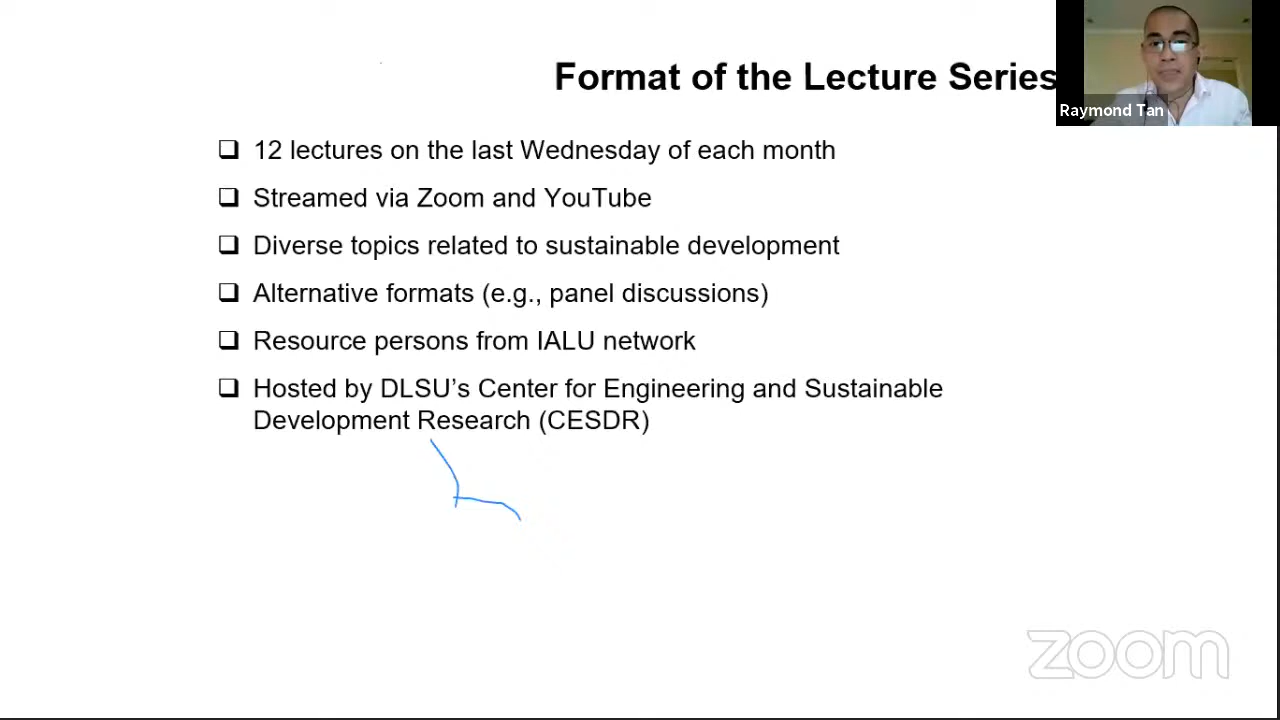 Format of the Lecture Series
Raymond Tan
12 lectures on the last Wednesday of each month
Streamed via Zoom and YouTube
Diverse topics related to sustainable development
Alternative formats (e.g., panel discussions)
Resource persons from IALU network
Hosted by DLSU’s Center for Engineering and Sustainable
Development Research (CESDR)
zoom